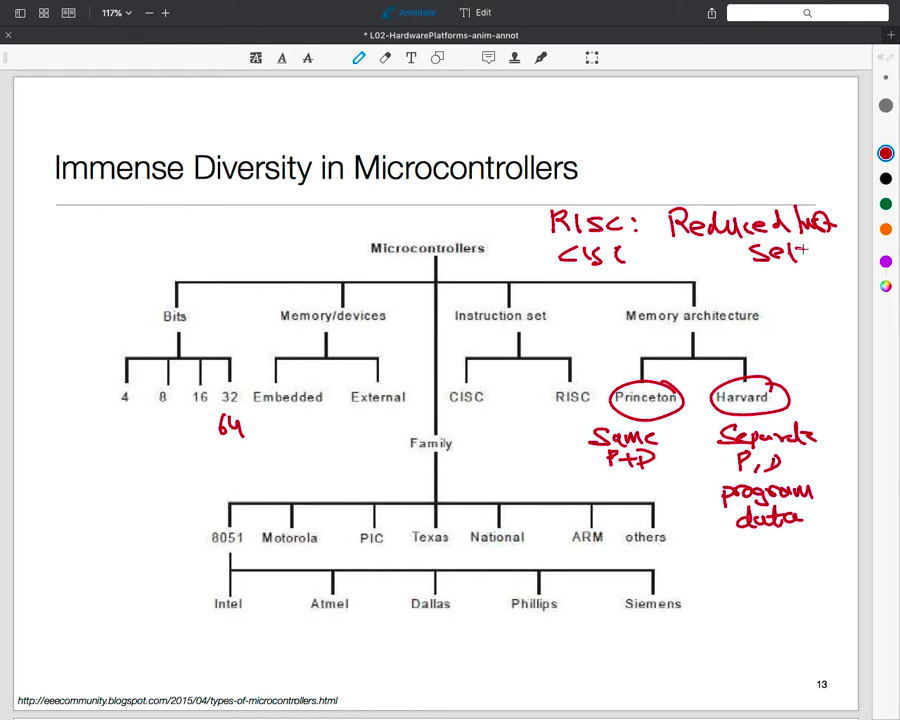 117%
Annotate
Edit
* L02-HardwarePlatforms-anim-annot
Immense Diversity in Microcontrollers
RISC: Reduced Inst
CISC Set
Microcontrollers
Bits Memory/devices Instruction set Memory architecture
4 8 16 32 Embedded External CISC RISC Princeton Harvard
64
Family
Same Separate
P+D P, D
program
data
8051 Motorola PIC Texas National ARM others
Intel Atmel Dallas Phillips Siemens
13
http://eeecommunity.blogspot.com/2015/04/types-of-microcontrollers.html